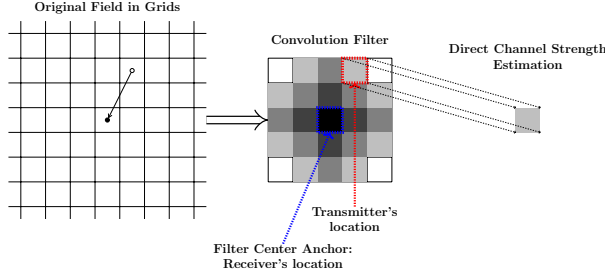 Original Field in Grids
Convolution Filter
Direct Channel Strength
Estimation
Transmitter's
location
Filter Center Anchor:
Receiver's location